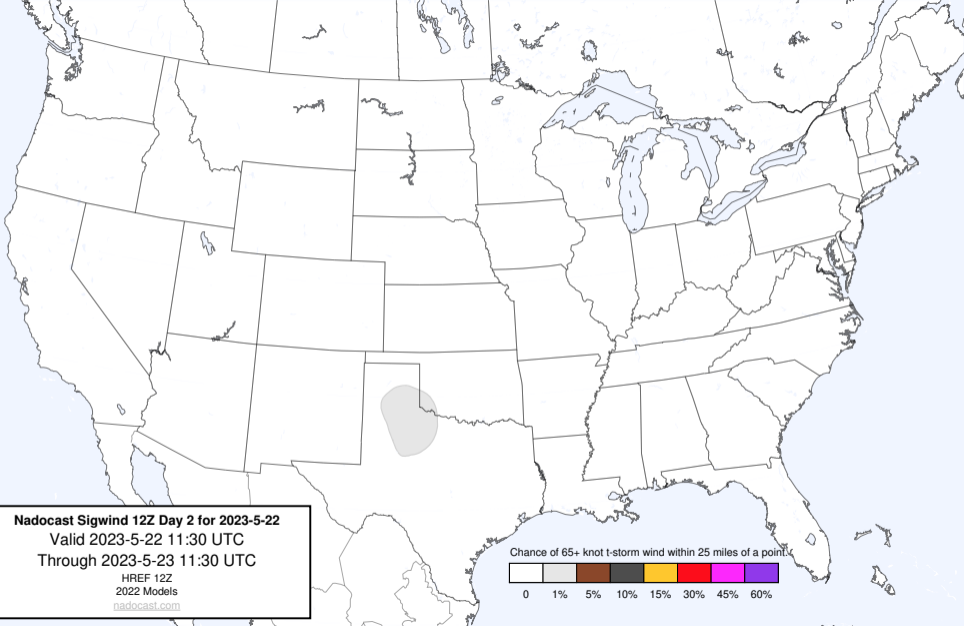 Nadocast Sigwind 12Z Day 2 for 2023-5-22
Valid 2023-5-22 11:30 UTC
Through 2023-5-23 11:30 UTC
HREF 12Z
2022 Models
nadocast.com
Chance of 65+ knot t-storm wind within 25 miles of a point.
0 1% 5% 10% 15% 30% 45% 60%